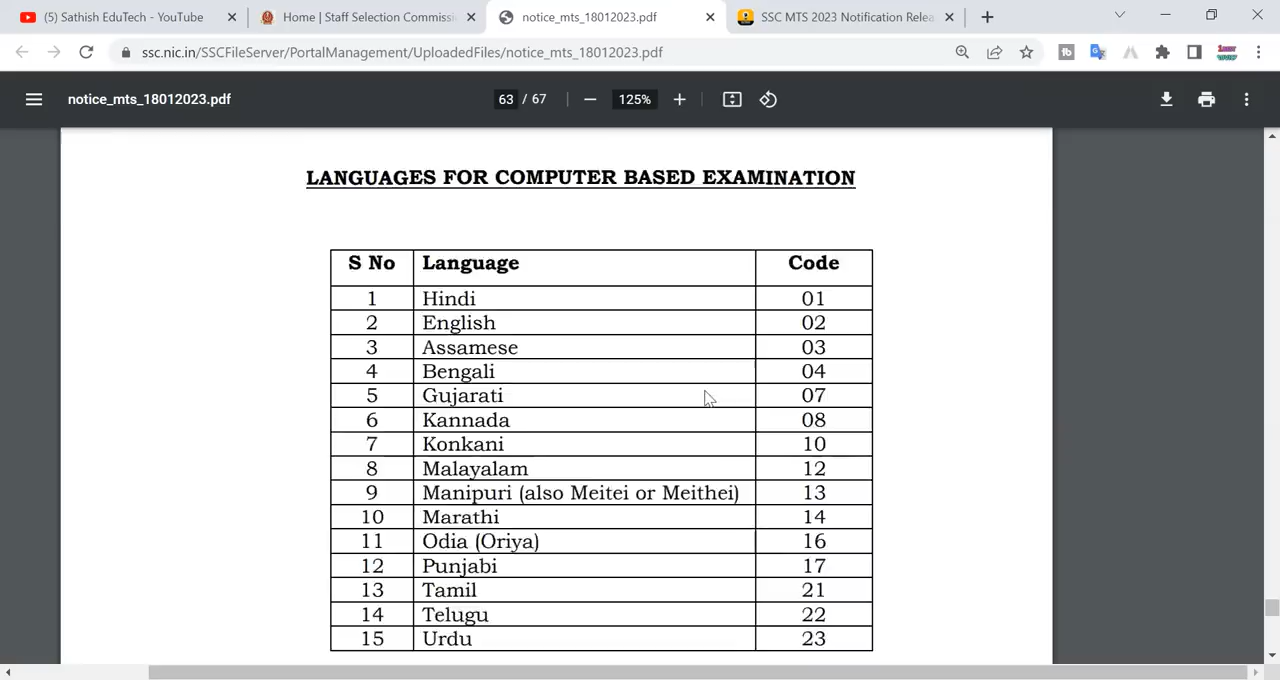 (5) Sathish EduTech - YouTube
Home | Staff Selection Commissi
notice_mts_18012023.pdf
SSC MTS 2023 Notification Relea
ssc.nic.in/SSCFileServer/PortalManagement/UploadedFiles/notice_mts_18012023.pdf
notice_mts_18012023.pdf 63 / 67 125%
LANGUAGES FOR COMPUTER BASED EXAMINATION
S No Language Code
1 Hindi 01
2 English 02
3 Assamese 03
4 Bengali 04
5 Gujarati 07
6 Kannada 08
7 Konkani 10
8 Malayalam 12
9 Manipuri (also Meitei or Meithei) 13
10 Marathi 14
11 Odia (Oriya) 16
12 Punjabi 17
13 Tamil 21
14 Telugu 22
15 Urdu 23